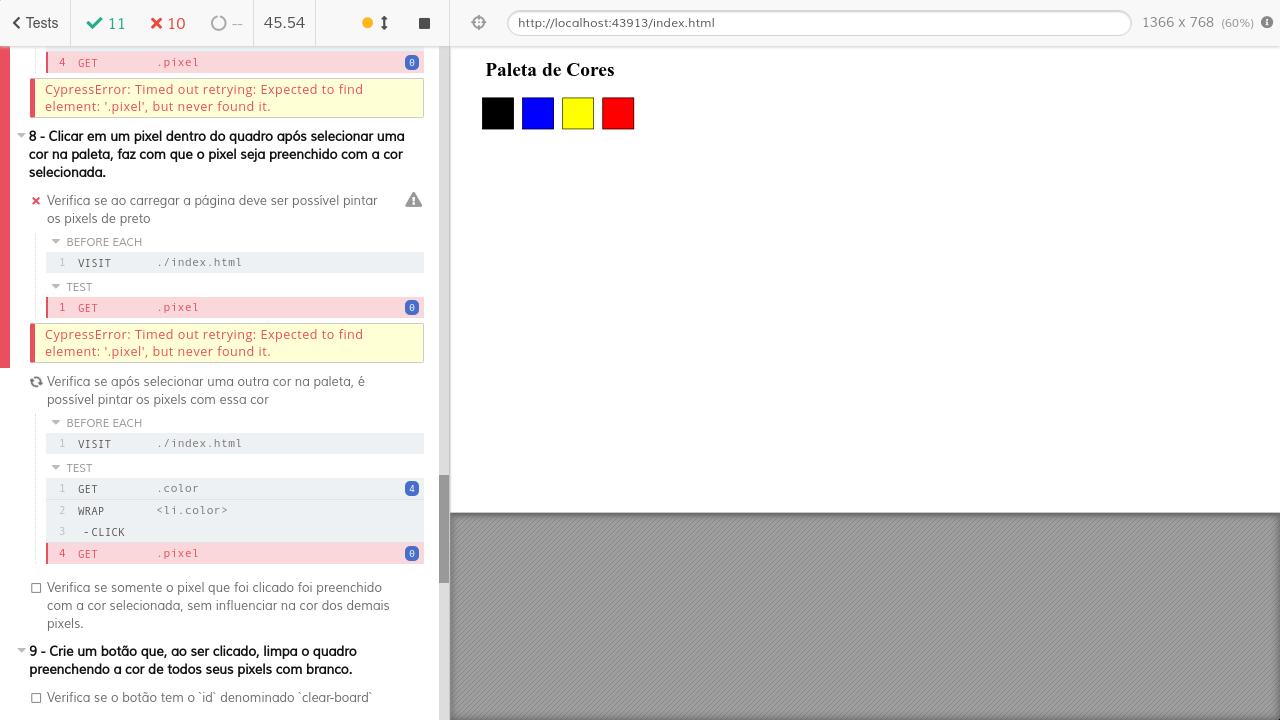 Tests
11
10
--
45.54
http://localhost:43913/index.html
1366 x 768 (60%)
4 GET .pixel 0
CypressError: Timed out retrying: Expected to find
element: '.pixel', but never found it.
8 - Clicar em um pixel dentro do quadro após selecionar uma
cor na paleta, faz com que o pixel seja preenchido com a cor
selecionada.
Verifica se ao carregar a página deve ser possível pintar
os pixels de preto
BEFORE EACH
1 VISIT ./index.html
TEST
1 GET .pixel 0
CypressError: Timed out retrying: Expected to find
element: '.pixel', but never found it.
Verifica se após selecionar uma outra cor na paleta, é
possível pintar os pixels com essa cor
BEFORE EACH
1 VISIT ./index.html
TEST
1 GET .color 4
2 WRAP <li.color>
3 -CLICK
4 GET .pixel 0
Verifica se somente o pixel que foi clicado foi preenchido
com a cor selecionada, sem influenciar na cor dos demais
pixels.
9 - Crie um botão que, ao ser clicado, limpa o quadro
preenchendo a cor de todos seus pixels com branco.
Verifica se o botão tem o `id` denominado `clear-board`
Paleta de Cores